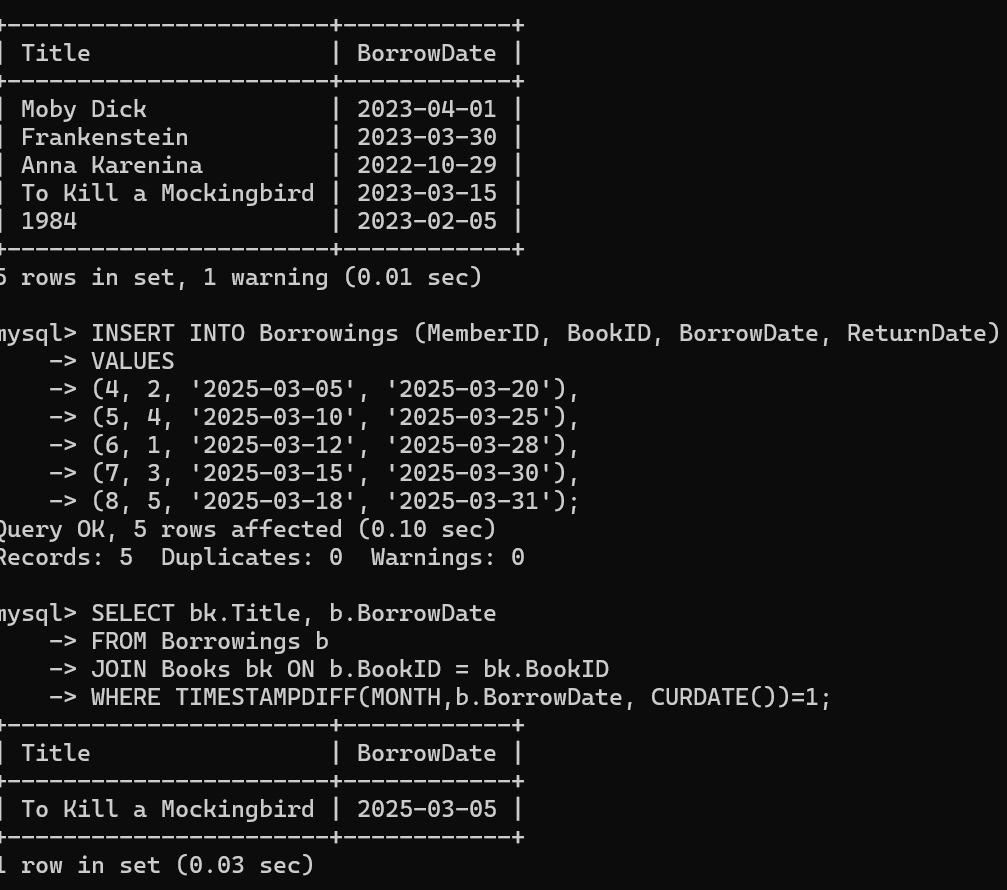 +-----------------------+------------+
| Title                 | BorrowDate |
+-----------------------+------------+
| Moby Dick             | 2023-04-01 |
| Frankenstein          | 2023-03-30 |
| Anna Karenina         | 2022-10-29 |
| To Kill a Mockingbird | 2023-03-15 |
| 1984                  | 2023-02-05 |
+-----------------------+------------+
5 rows in set, 1 warning (0.01 sec)

mysql> INSERT INTO Borrowings (MemberID, BookID, BorrowDate, ReturnDate)
    -> VALUES
    -> (4, 2, '2025-03-05', '2025-03-20'),
    -> (5, 4, '2025-03-10', '2025-03-25'),
    -> (6, 1, '2025-03-12', '2025-03-28'),
    -> (7, 3, '2025-03-15', '2025-03-30'),
    -> (8, 5, '2025-03-18', '2025-03-31');
Query OK, 5 rows affected (0.10 sec)
Records: 5  Duplicates: 0  Warnings: 0

mysql> SELECT bk.Title, b.BorrowDate
    -> FROM Borrowings b
    -> JOIN Books bk ON b.BookID = bk.BookID
    -> WHERE TIMESTAMPDIFF(MONTH,b.BorrowDate, CURDATE())=1;
+-----------------------+------------+
| Title                 | BorrowDate |
+-----------------------+------------+
| To Kill a Mockingbird | 2025-03-05 |
+-----------------------+------------+
1 row in set (0.03 sec)